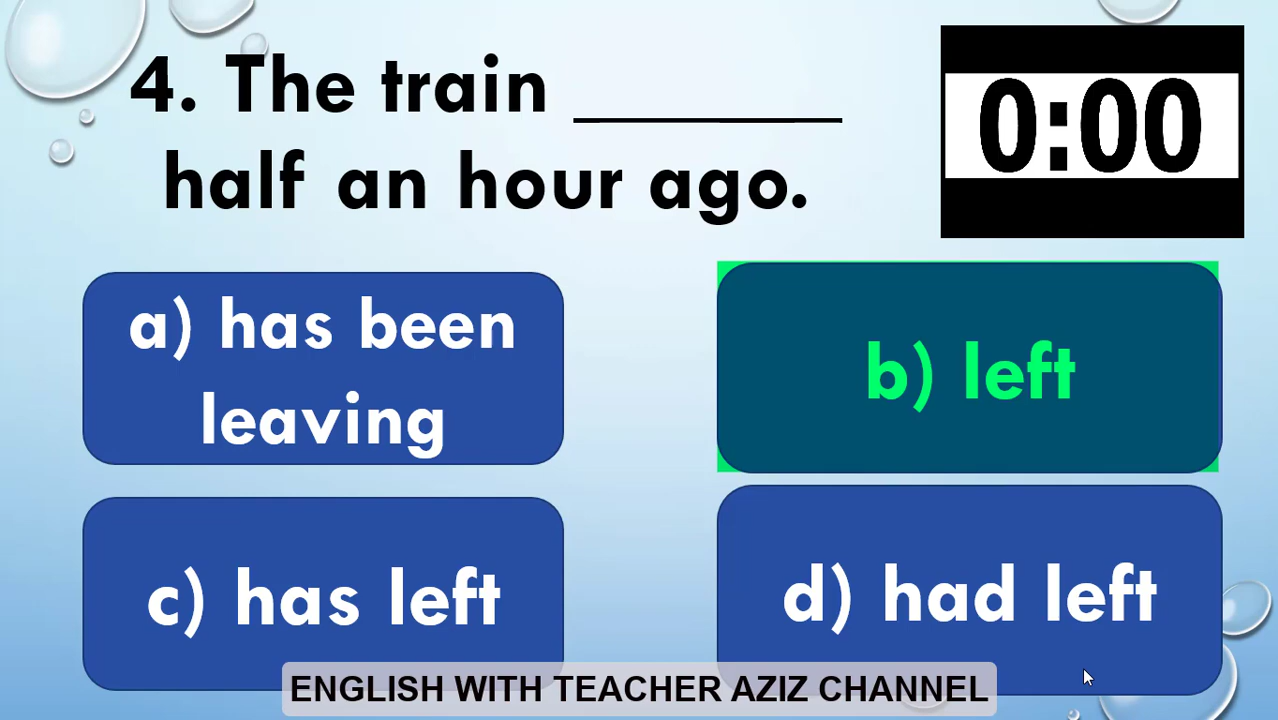 4. The train ________
half an hour ago.
0:00
a) has been
leaving
b) left
c) has left
d) had left
ENGLISH WITH TEACHER AZIZ CHANNEL